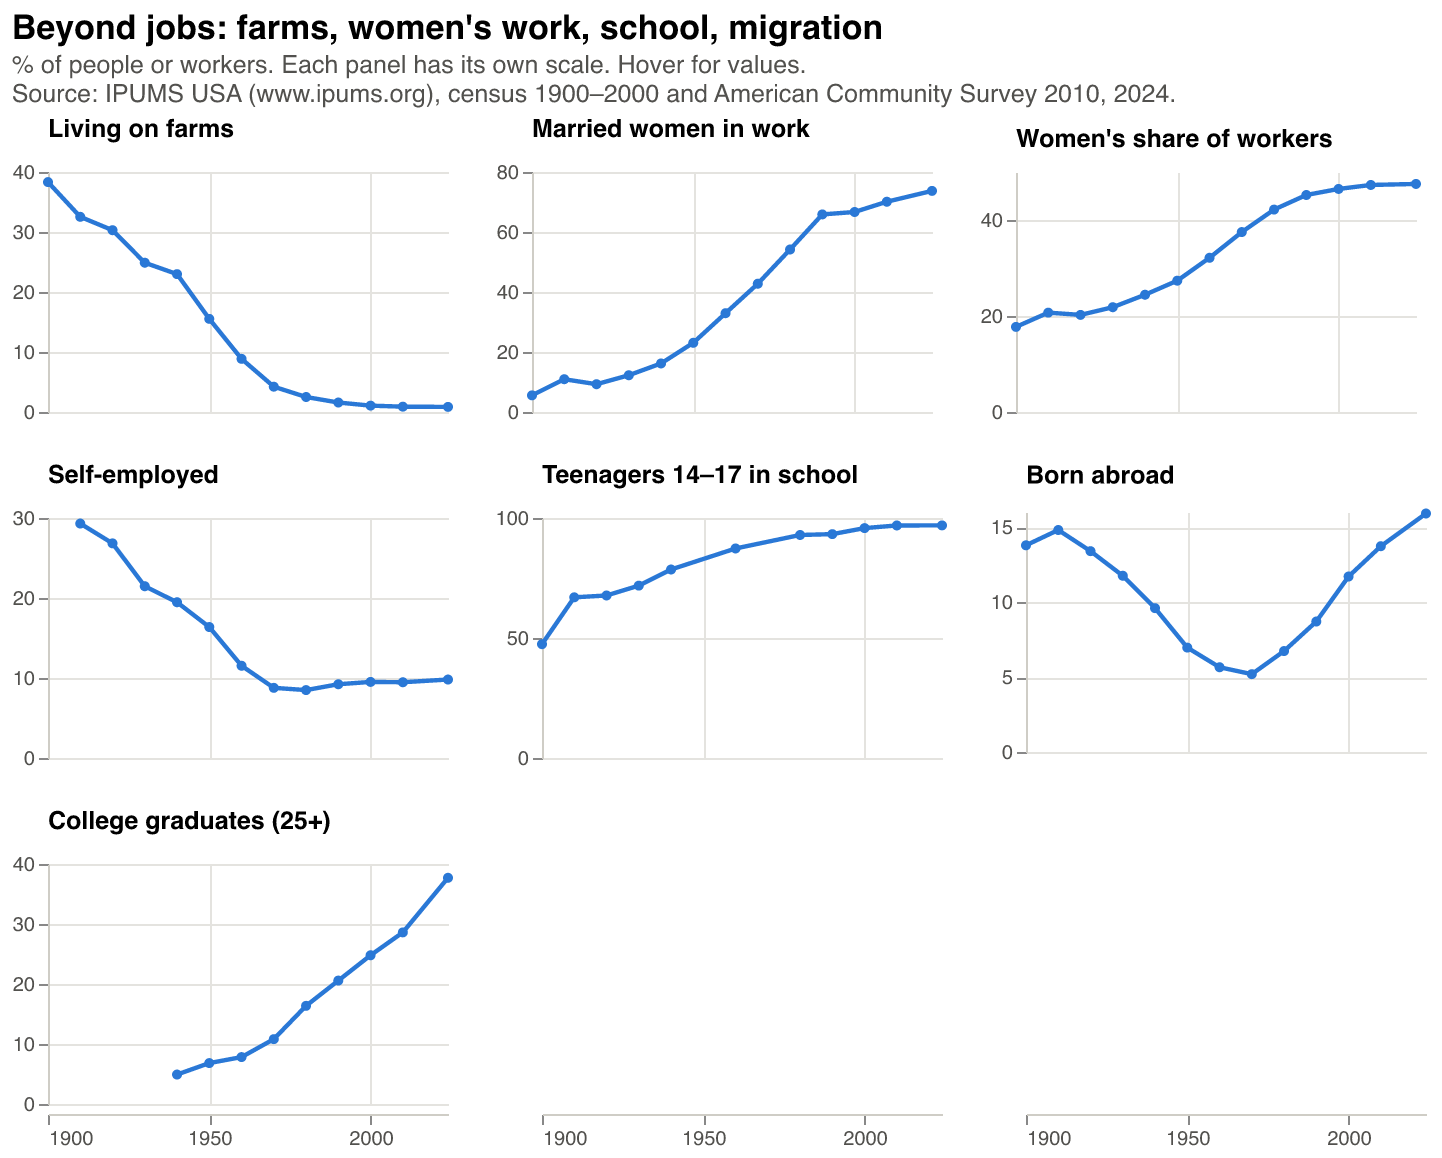 Beyond jobs: farms, women's work, school, migration
% of people or workers. Each panel has its own scale. Hover for values.
Source: IPUMS USA (www.ipums.org), census 1900–2000 and American Community Survey 2010, 2024.
Living on farms
40
30
20
10
0
Married women in work
80
60
40
20
0
Women's share of workers
40
20
0
Self-employed
30
20
10
0
Teenagers 14–17 in school
100
50
0
Born abroad
15
10
5
0
College graduates (25+)
40
30
20
10
0
1900 1950 2000
1900 1950 2000
1900 1950 2000